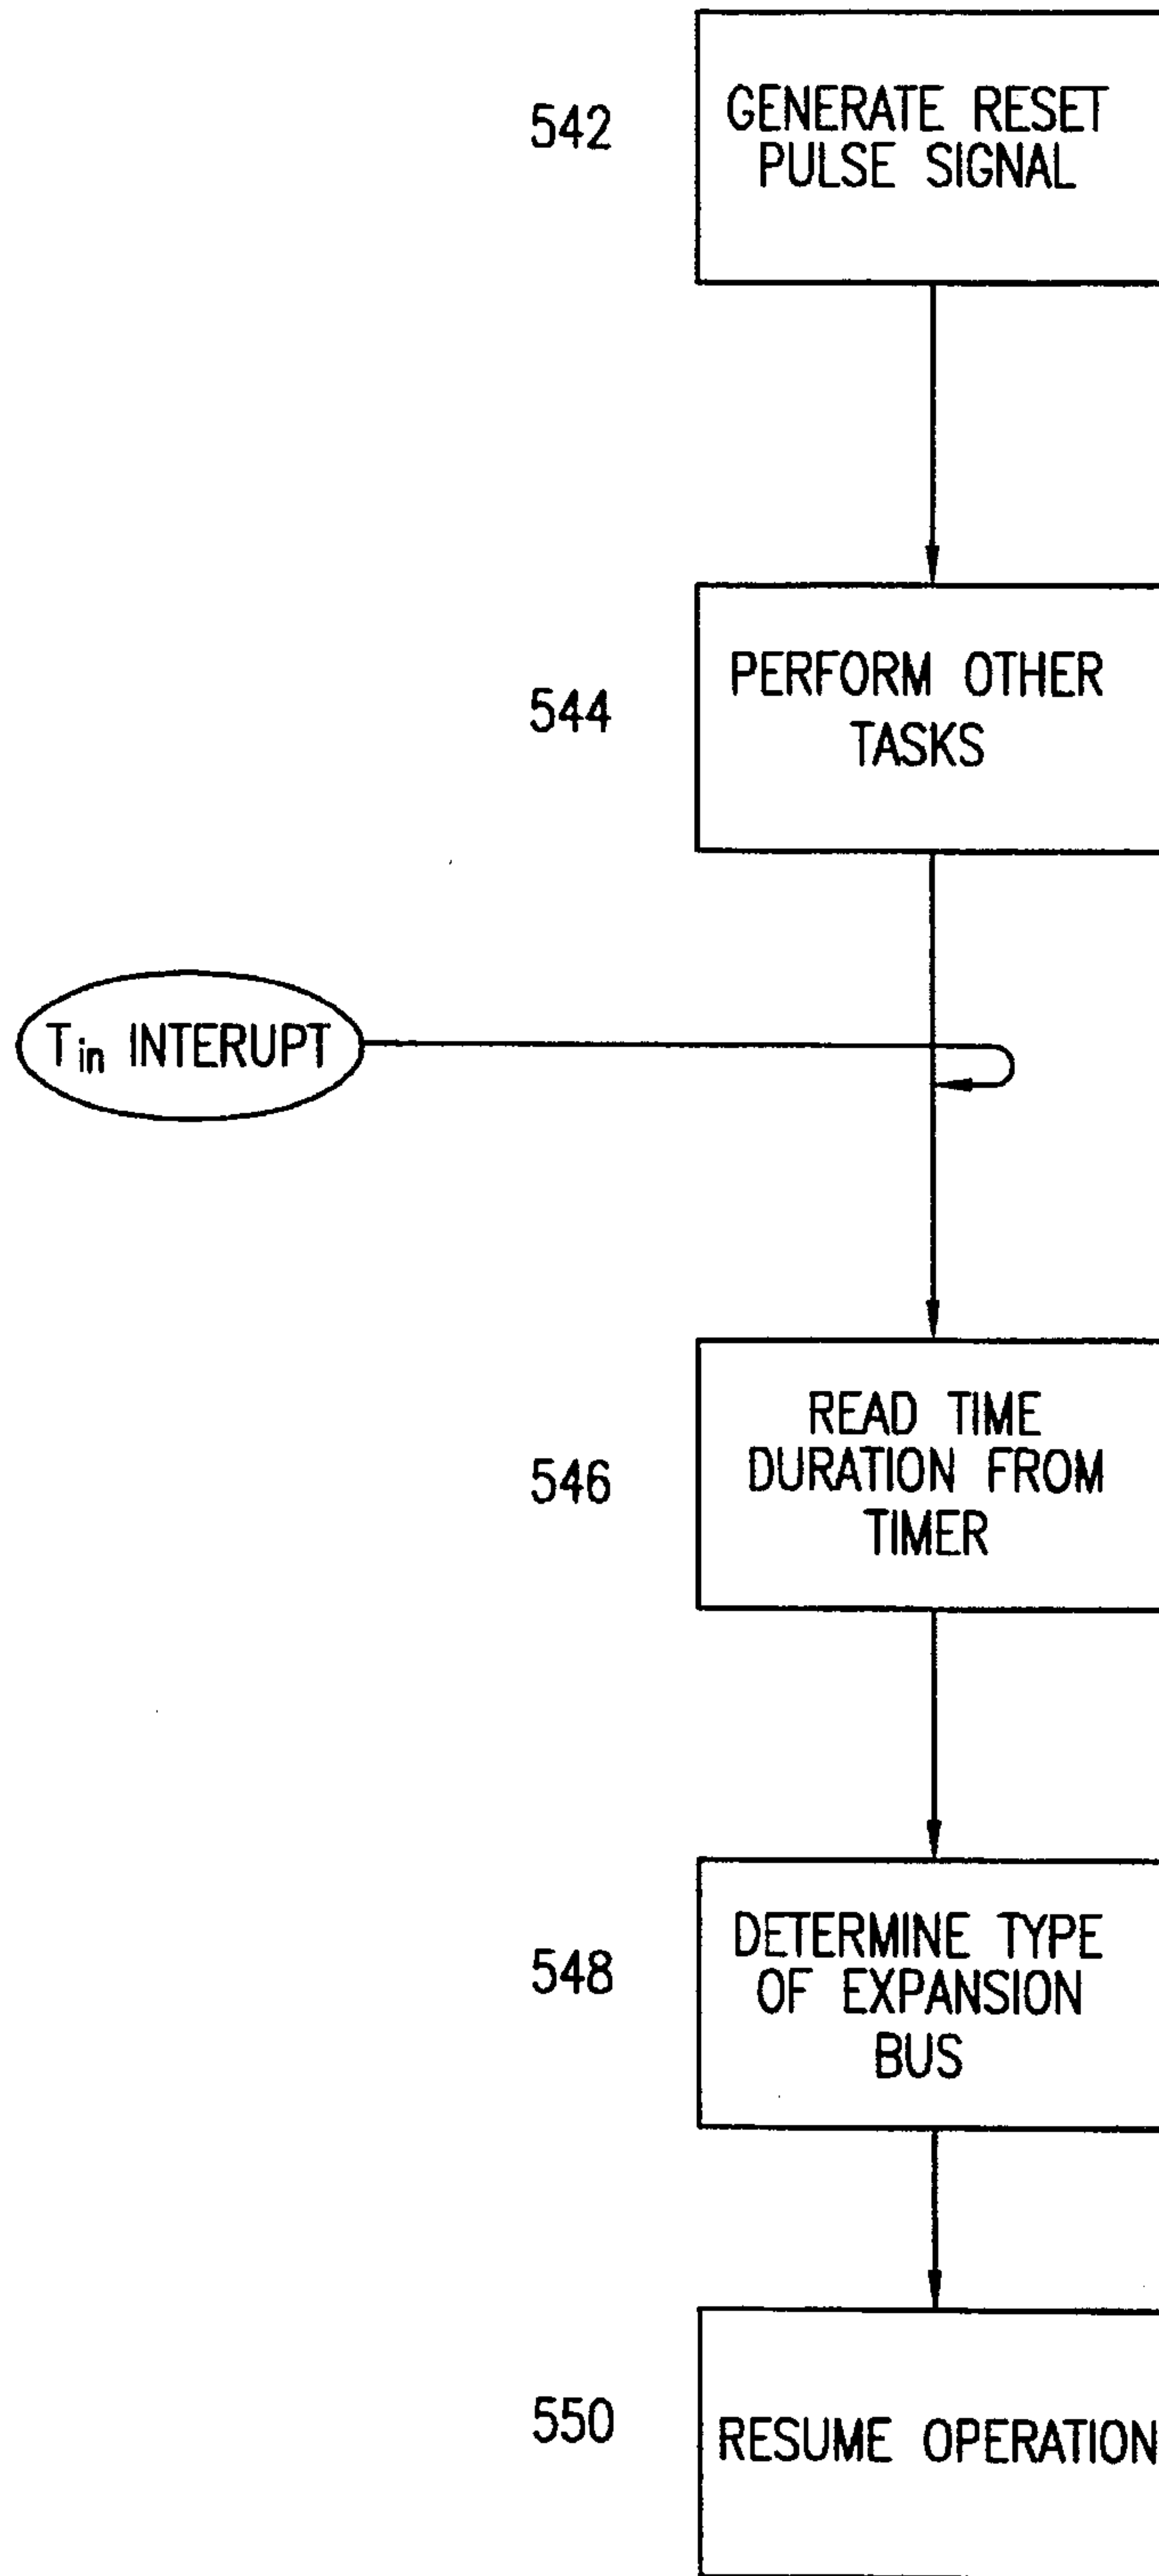 542
GENERATE RESET
PULSE SIGNAL
544
PERFORM OTHER
TASKS
Tin INTERUPT
546
READ TIME
DURATION FROM
TIMER
548
DETERMINE TYPE
OF EXPANSION
BUS
550
RESUME OPERATION